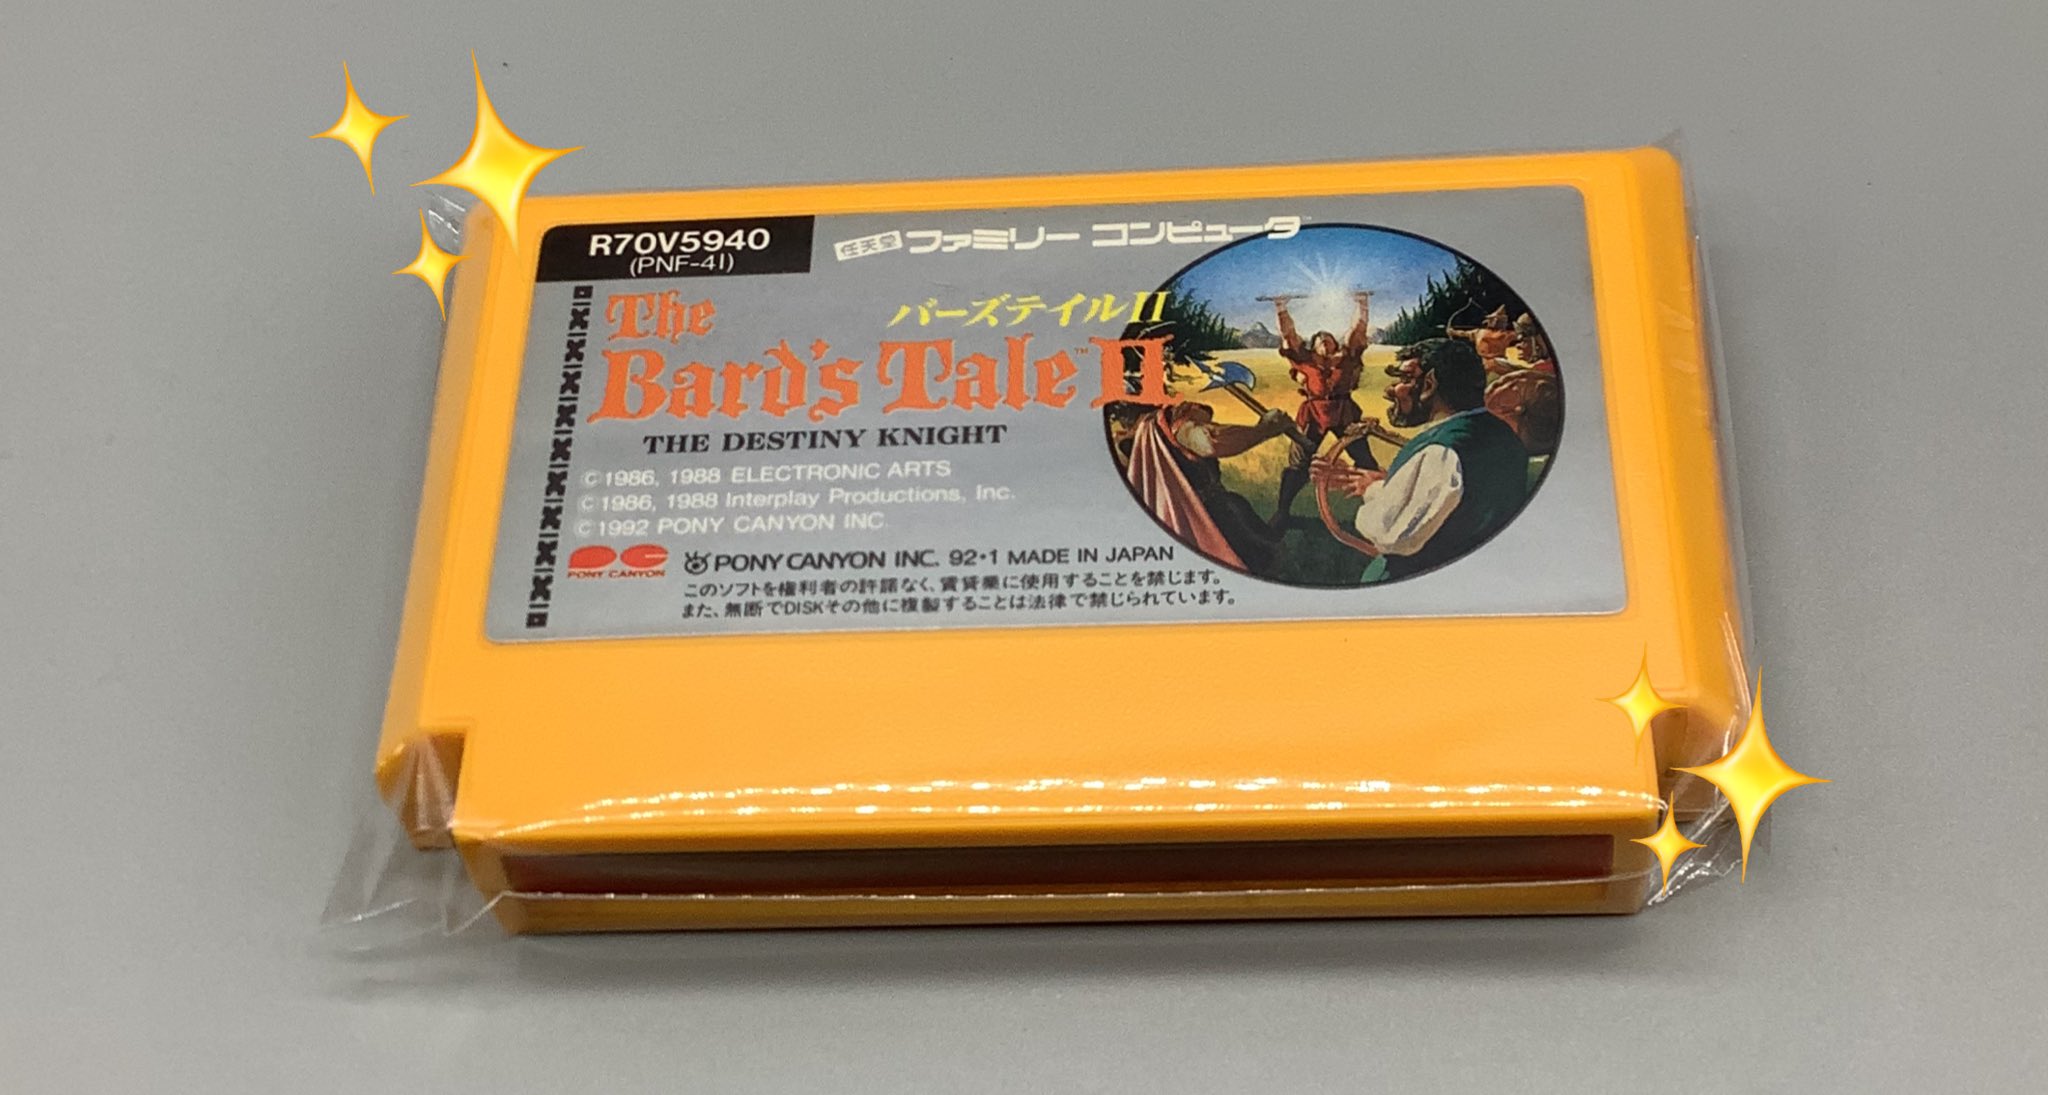 R70V5940
(PNF-41)
任天堂 ファミリー コンピュータ™
バーズテイルII
The
Bard's Tale™ II
THE DESTINY KNIGHT
©1986, 1988 ELECTRONIC ARTS
©1986, 1988 Interplay Productions, Inc.
©1992 PONY CANYON INC.
PONY CANYON
PONY CANYON INC. 92•1 MADE IN JAPAN
このソフトを権利者の許諾なく、賃貸業に使用することを禁じます。
また、無断でDISKその他に複製することは法律で禁じられています。